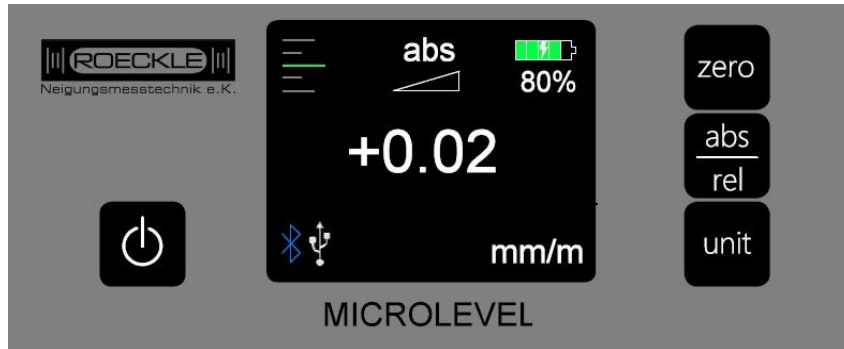 ROECKLE
Neigungsmesstechnik e.K.
abs
80%
+0.02
mm/m
MICROLEVEL
zero
abs
rel
unit